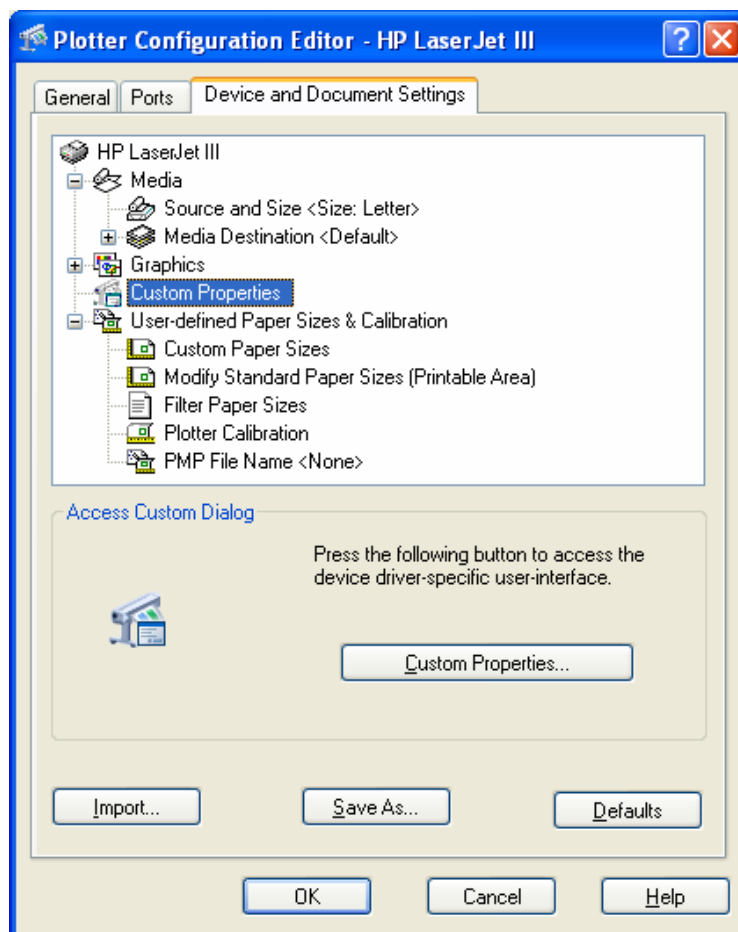 Plotter Configuration Editor - HP LaserJet III
General Ports Device and Document Settings
HP LaserJet III
Media
Source and Size <Size: Letter>
Media Destination <Default>
Graphics
Custom Properties
User-defined Paper Sizes & Calibration
Custom Paper Sizes
Modify Standard Paper Sizes (Printable Area)
Filter Paper Sizes
Plotter Calibration
PMP File Name <None>
Access Custom Dialog
Press the following button to access the
device driver-specific user-interface.
Custom Properties...
Import... Save As... Defaults
OK Cancel Help